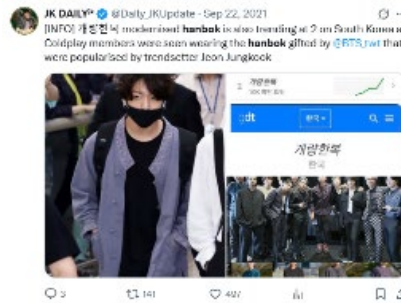 JK DAILY @Daily_JKUpdate · Sep 22, 2021
[INFO] 개량한복 modernised hanbok is also trending at 2 on South Korea a
Coldplay members were seen wearing the hanbok gifted by @BTS_twt that
were popularised by trendsetter Jeon Jungkook
개량한복
한국
개량한복
한국
3 141 497